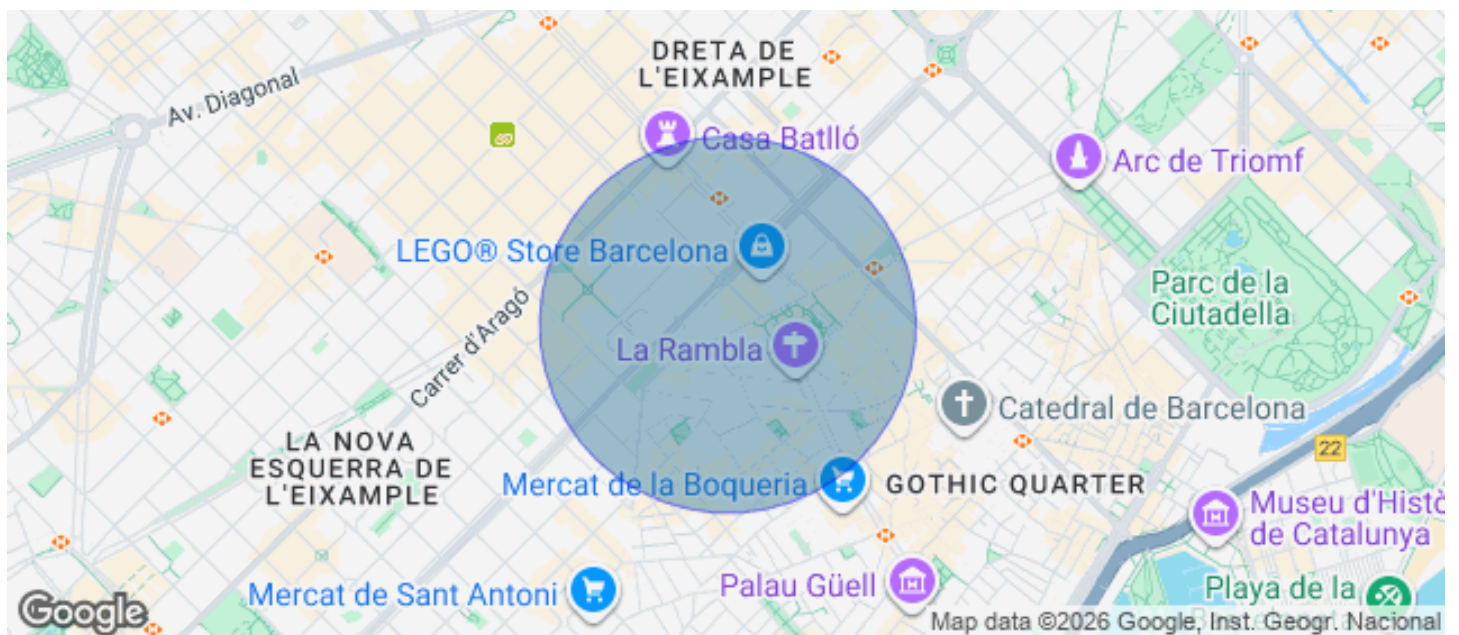 DRETA DE
L'EIXAMPLE
Av. Diagonal
Casa Batlló
Arc de Triomf
LEGO® Store Barcelona
Parc de la
Ciutadella
Carrer d'Aragó
La Rambla
Catedral de Barcelona
LA NOVA
ESQUERRA DE
L'EIXAMPLE
22
Mercat de la Boqueria
GOTHIC QUARTER
Museu d'Histò
de Catalunya
Mercat de Sant Antoni
Palau Güell
Playa de la
Google
Map data ©2026 Google, Inst. Geogr. Nacional